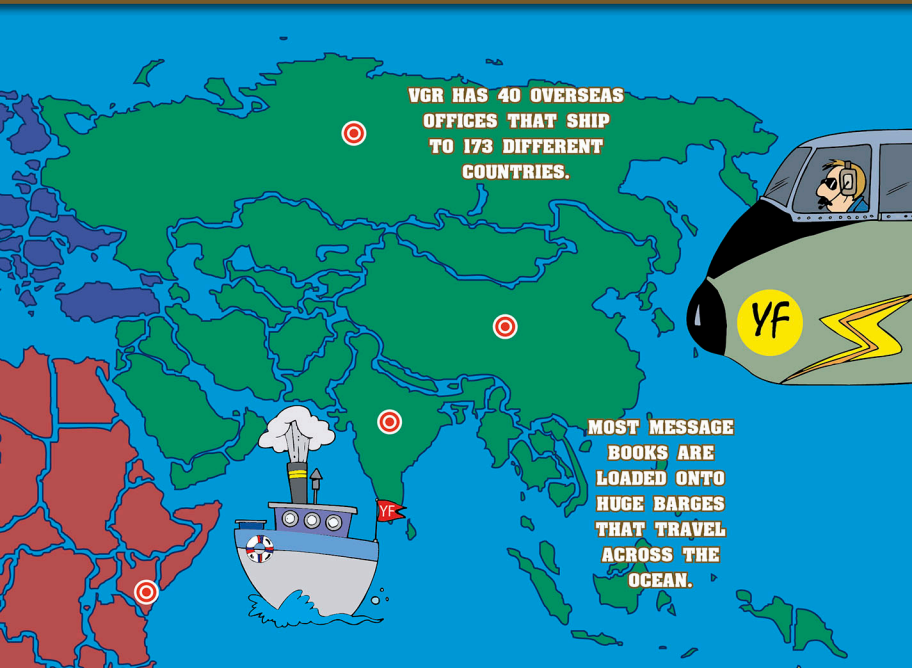 VGR HAS 40 OVERSEAS
OFFICES THAT SHIP
TO 173 DIFFERENT
COUNTRIES.
YF
MOST MESSAGE
BOOKS ARE
LOADED ONTO
HUGE BARGES
THAT TRAVEL
ACROSS THE
OCEAN.
YF